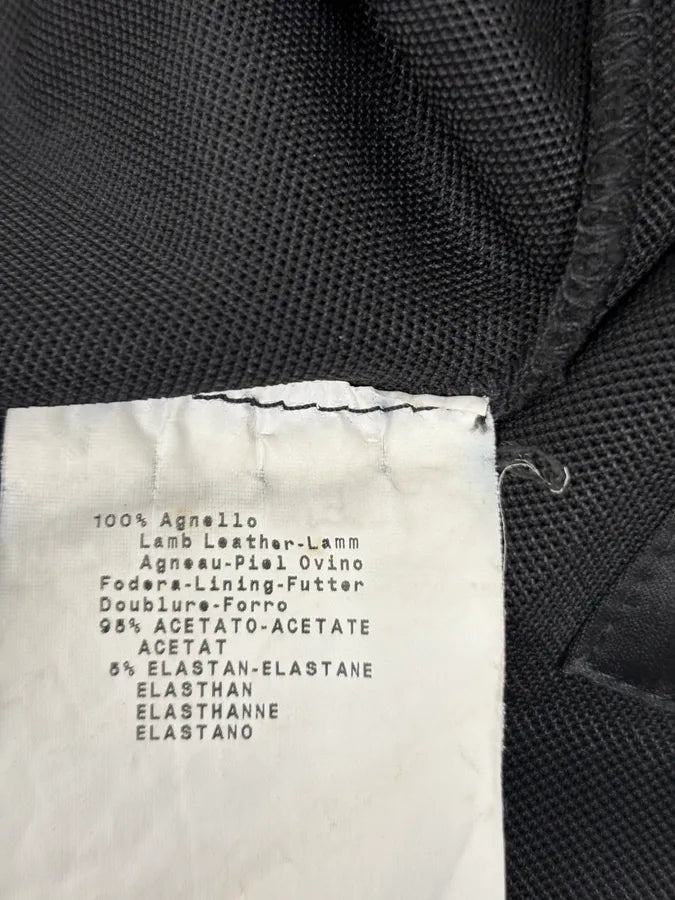 100% Agnello
Lamb Leather-Lamm
Agneau-Piel Ovino
Fodera-Lining-Futter
Doublure-Forro
95% ACETATO-ACETATE
ACETAT
5% ELASTAN-ELASTANE
ELASTHAN
ELASTHANNE
ELASTANO